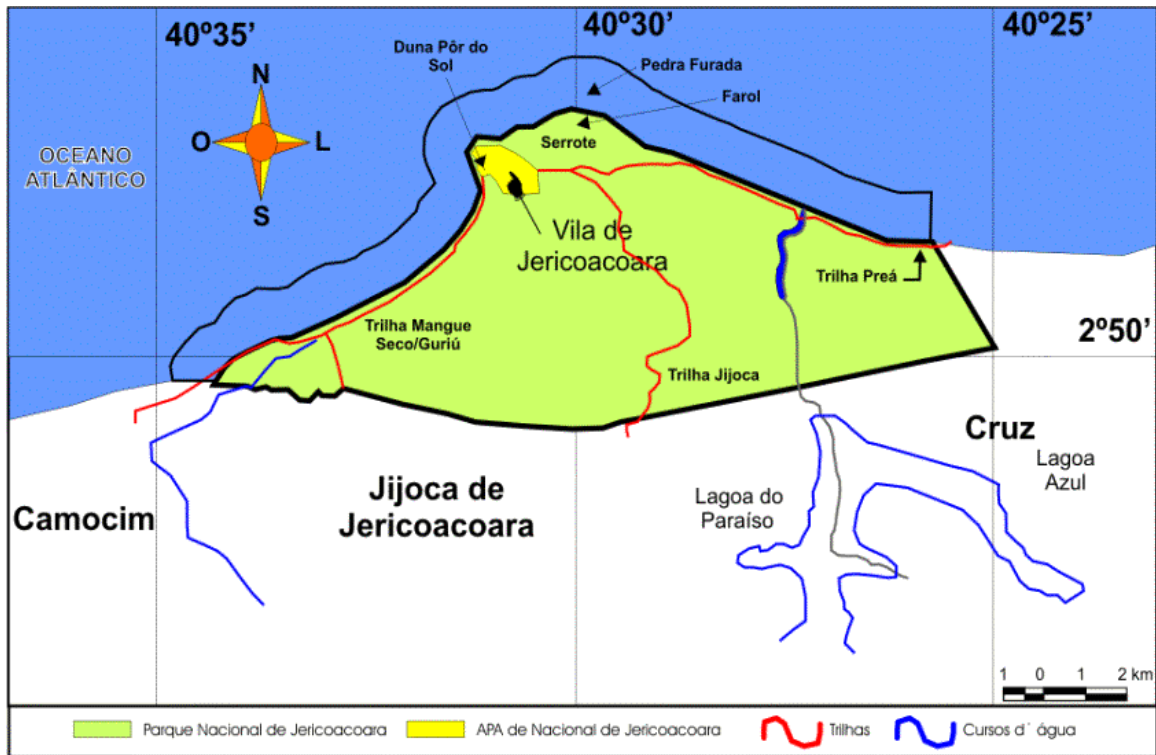 40º35’
40º30’
40º25’
Duna Pôr do
Sol
Pedra Furada
Farol
Serrote
N
O
L
S
OCEANO
ATLÂNTICO
Vila de
Jericoacoara
Trilha Preá
2º50’
Trilha Mangue
Seco/Guriú
Trilha Jijoca
Cruz
Lagoa
Azul
Camocim
Jijoca de
Jericoacoara
Lagoa do
Paraíso
1 0 1 2 km
Parque Nacional de Jericoacoara
APA de Nacional de Jericoacoara
Trilhas
Cursos d´ água